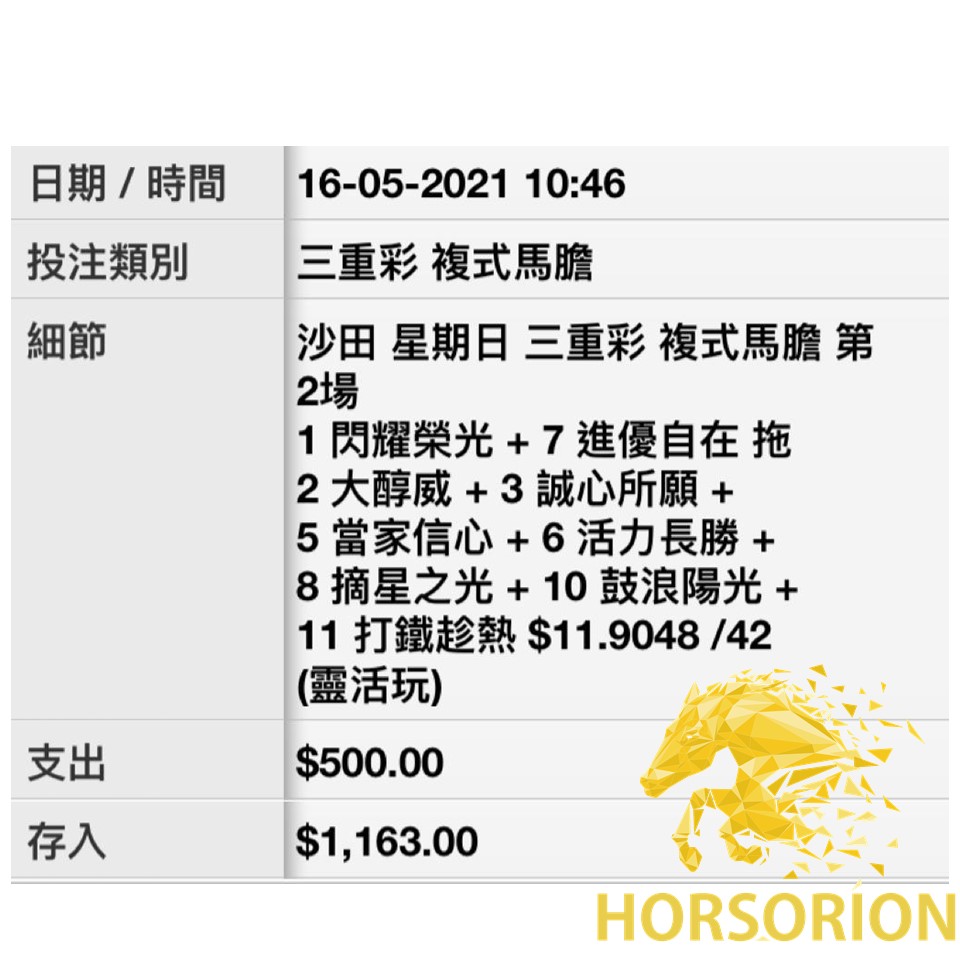 日期 / 時間 16-05-2021 10:46
投注類別 三重彩 複式馬膽
細節 沙田 星期日 三重彩 複式馬膽 第
2場
1 閃耀榮光 + 7 進優自在 拖
2 大醇威 + 3 誠心所願 +
5 當家信心 + 6 活力長勝 +
8 摘星之光 + 10 鼓浪陽光 +
11 打鐵趁熱 $11.9048 /42
(靈活玩)
支出 $500.00
存入 $1,163.00
HORSORION